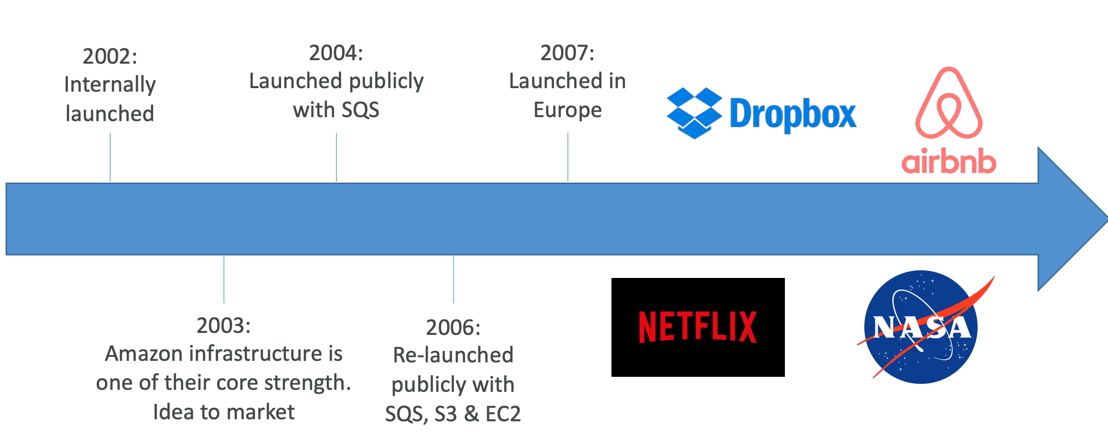 2002:
Internally
launched
2004:
Launched publicly
with SQS
2007:
Launched in
Europe
Dropbox
airbnb
2003:
Amazon infrastructure is
one of their core strength.
Idea to market
2006:
Re-launched
publicly with
SQS, S3 & EC2
NETFLIX
NASA